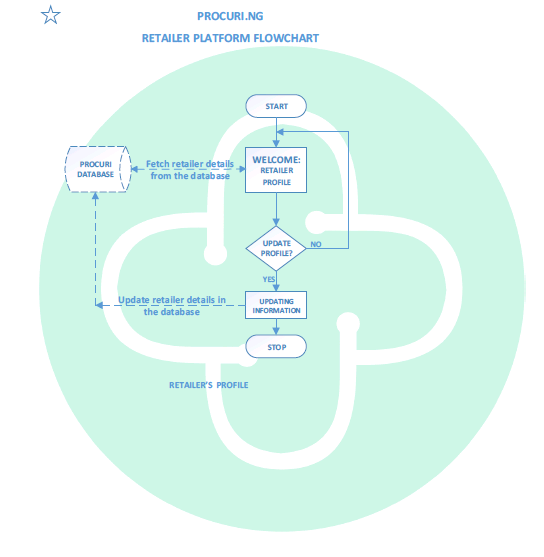 PROCURI.NG
RETAILER PLATFORM FLOWCHART
START
WELCOME:
RETAILER
PROFILE
PROCURI
DATABASE
Fetch retailer details
from the database
UPDATE
PROFILE?
NO
YES
UPDATING
INFORMATION
Update retailer details in
the database
STOP
RETAILER'S PROFILE